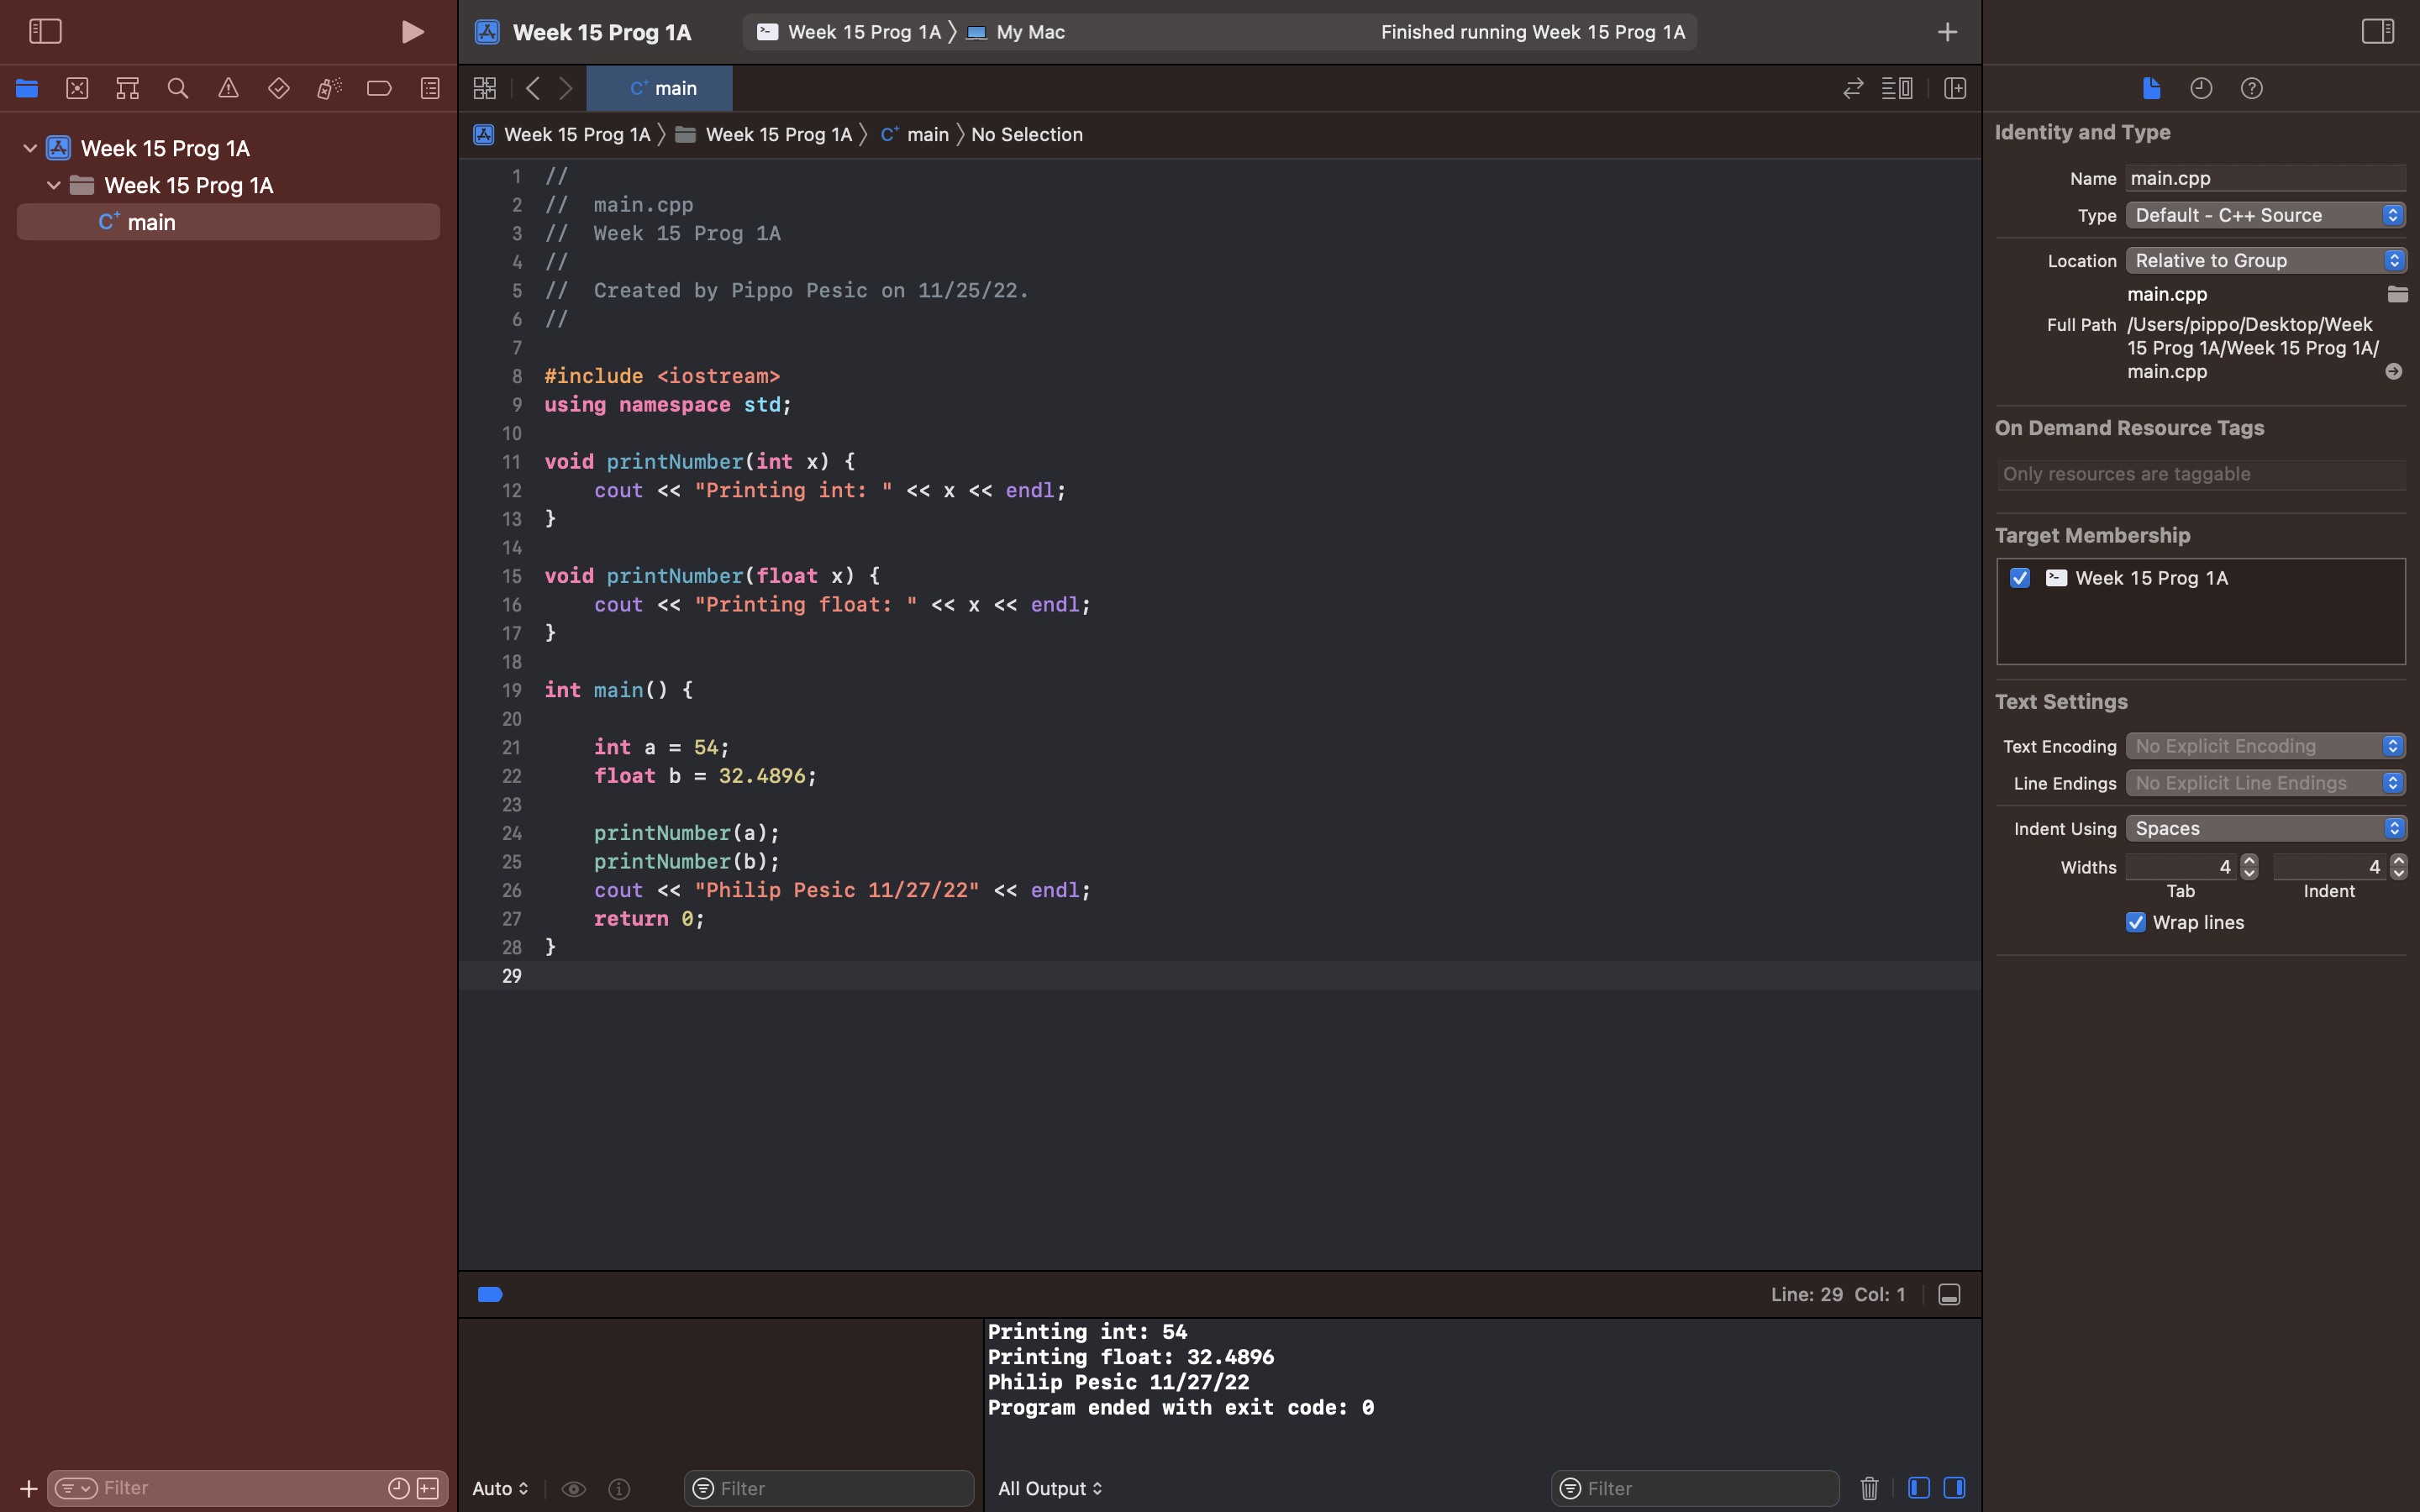 Week 15 Prog 1A
Week 15 Prog 1A
main
Filter
Week 15 Prog 1A
Week 15 Prog 1A 〉 My Mac
Finished running Week 15 Prog 1A
C+ main
Week 15 Prog 1A 〉 Week 15 Prog 1A 〉 C+ main 〉 No Selection
1 //
2 //  main.cpp
3 //  Week 15 Prog 1A
4 //
5 //  Created by Pippo Pesic on 11/25/22.
6 //
7
8 #include <iostream>
9 using namespace std;
10
11 void printNumber(int x) {
12     cout << "Printing int: " << x << endl;
13 }
14
15 void printNumber(float x) {
16     cout << "Printing float: " << x << endl;
17 }
18
19 int main() {
20
21     int a = 54;
22     float b = 32.4896;
23
24     printNumber(a);
25     printNumber(b);
26     cout << "Philip Pesic 11/27/22" << endl;
27     return 0;
28 }
29
Line: 29  Col: 1
Auto
Filter
Printing int: 54
Printing float: 32.4896
Philip Pesic 11/27/22
Program ended with exit code: 0
All Output
Filter
Identity and Type
Name main.cpp
Type Default - C++ Source
Location Relative to Group
main.cpp
Full Path /Users/pippo/Desktop/Week
15 Prog 1A/Week 15 Prog 1A/
main.cpp
On Demand Resource Tags
Only resources are taggable
Target Membership
Week 15 Prog 1A
Text Settings
Text Encoding No Explicit Encoding
Line Endings No Explicit Line Endings
Indent Using Spaces
Widths 4 4
Tab Indent
Wrap lines